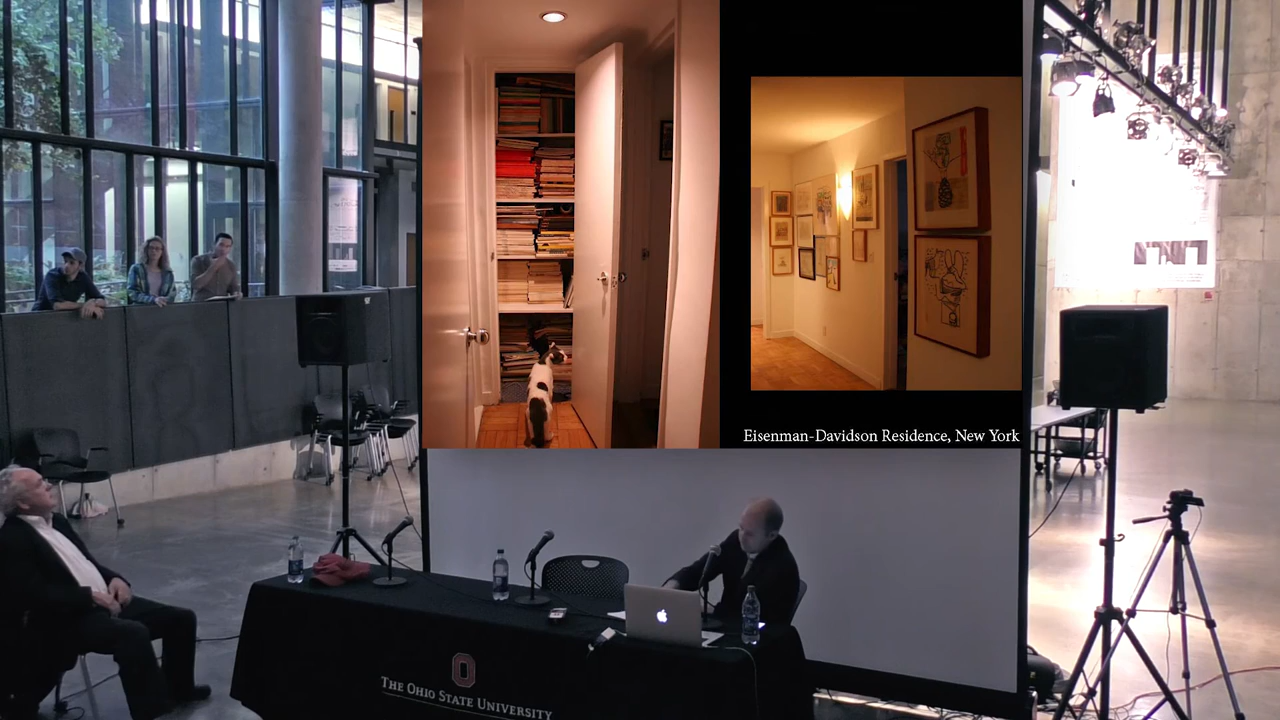 Eisenman-Davidson Residence, New York
O
THE OHIO STATE UNIVERSITY